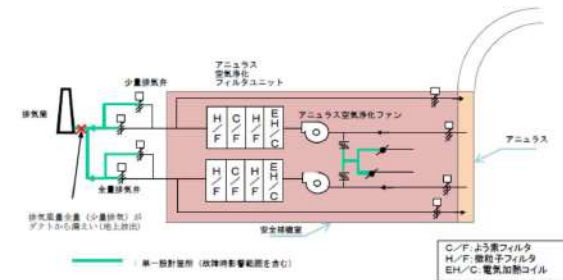 少量排気弁
アニュラス
空気浄化
フィルタユニット
排気筒
アニュラス空気浄化ファン
H/F
C/F
H/F
EH/C
アニュラス
H/F
C/F
H/F
EH/C
全量排気弁
排気風量全量（少量排気）が
ダクトから漏えい（地上放出）
安全補機室
：単一設計箇所（故障時影響範囲を含む）
C/F：よう素フィルタ
H/F：微粒子フィルタ
EH/C：電気加熱コイル